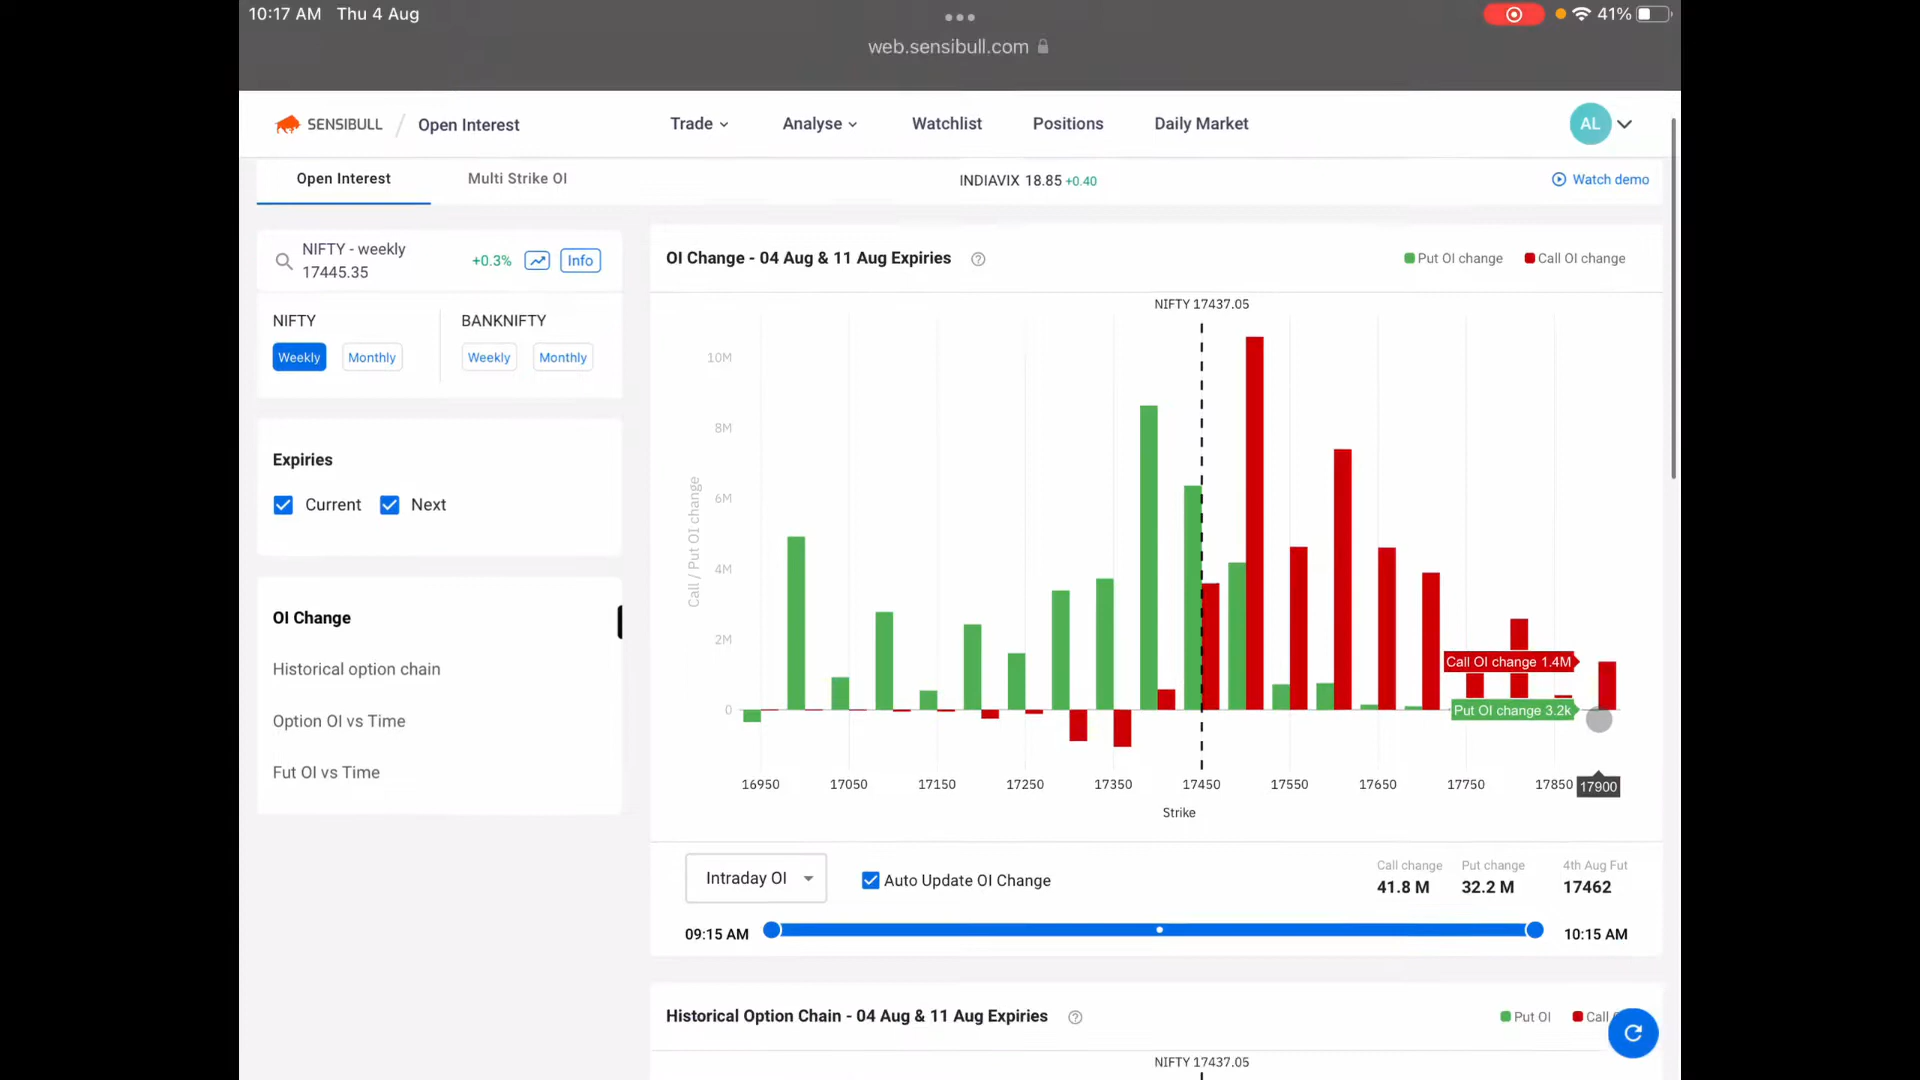 10:17 AM Thu 4 Aug
41%
web.sensibull.com
SENSIBULL / Open Interest
Trade
Analyse
Watchlist
Positions
Daily Market
AL
Open Interest
Multi Strike OI
INDIAVIX 18.85 +0.40
Watch demo
NIFTY - weekly
17445.35
+0.3%
Info
NIFTY
BANKNIFTY
Weekly
Monthly
Weekly
Monthly
Expiries
Current
Next
OI Change
Historical option chain
Option OI vs Time
Fut OI vs Time
OI Change - 04 Aug & 11 Aug Expiries
Put OI change
Call OI change
NIFTY 17437.05
10M
8M
6M
4M
2M
0
Call / Put OI change
Call OI change 1.4M
Put OI change 3.2k
16950
17050
17150
17250
17350
17450
17550
17650
17750
17850
17900
Strike
Intraday OI
Auto Update OI Change
Call change
41.8 M
Put change
32.2 M
4th Aug Fut
17462
09:15 AM
10:15 AM
Historical Option Chain - 04 Aug & 11 Aug Expiries
Put OI
Call
NIFTY 17437.05